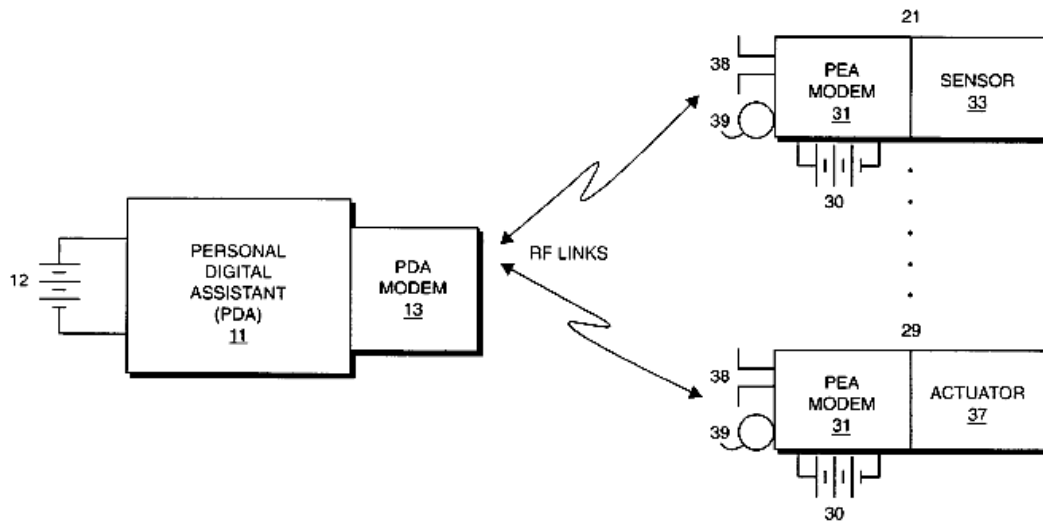 12
PERSONAL
DIGITAL
ASSISTANT
(PDA)
11
PDA
MODEM
13
RF LINKS
21
38
39
PEA
MODEM
31
SENSOR
33
30
29
38
39
PEA
MODEM
31
ACTUATOR
37
30